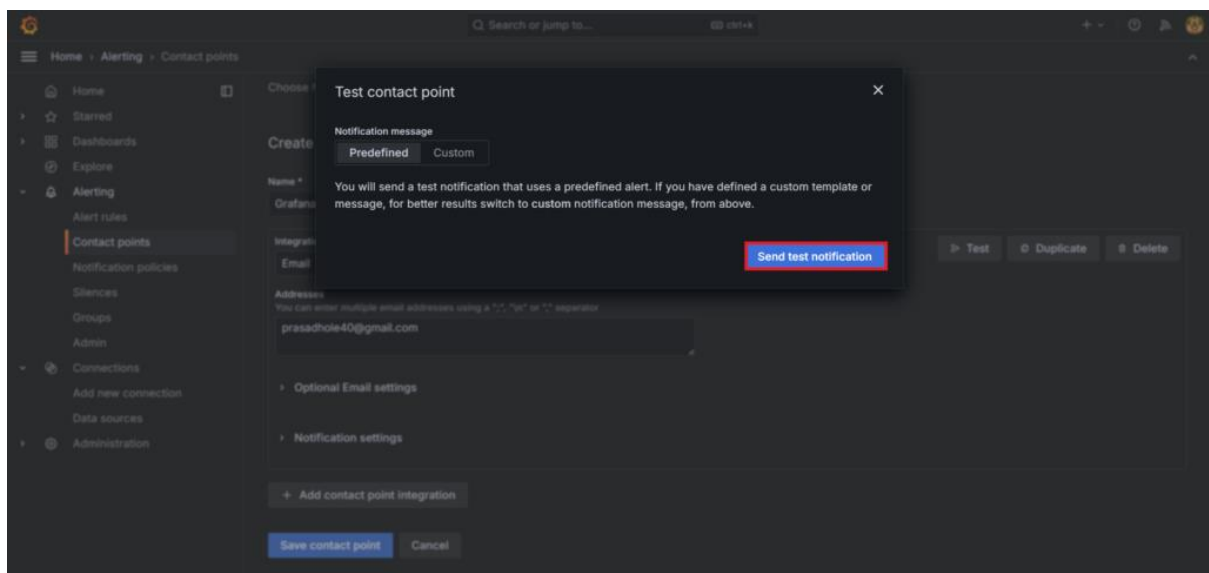 Search or jump to...
ctrl+k
Home › Alerting › Contact points
Home
Starred
Dashboards
Explore
Alerting
Alert rules
Contact points
Notification policies
Silences
Groups
Admin
Connections
Add new connection
Data sources
Administration
Choose
Create
Name *
Grafana
Test contact point
Notification message
Predefined Custom
You will send a test notification that uses a predefined alert. If you have defined a custom template or
message, for better results switch to custom notification message, from above.
Send test notification
Email
Test Duplicate Delete
Addresses
You can enter multiple email addresses using a ";", "\n" or "," separator
prasadhole40@gmail.com
Optional Email settings
Notification settings
+ Add contact point integration
Save contact point Cancel